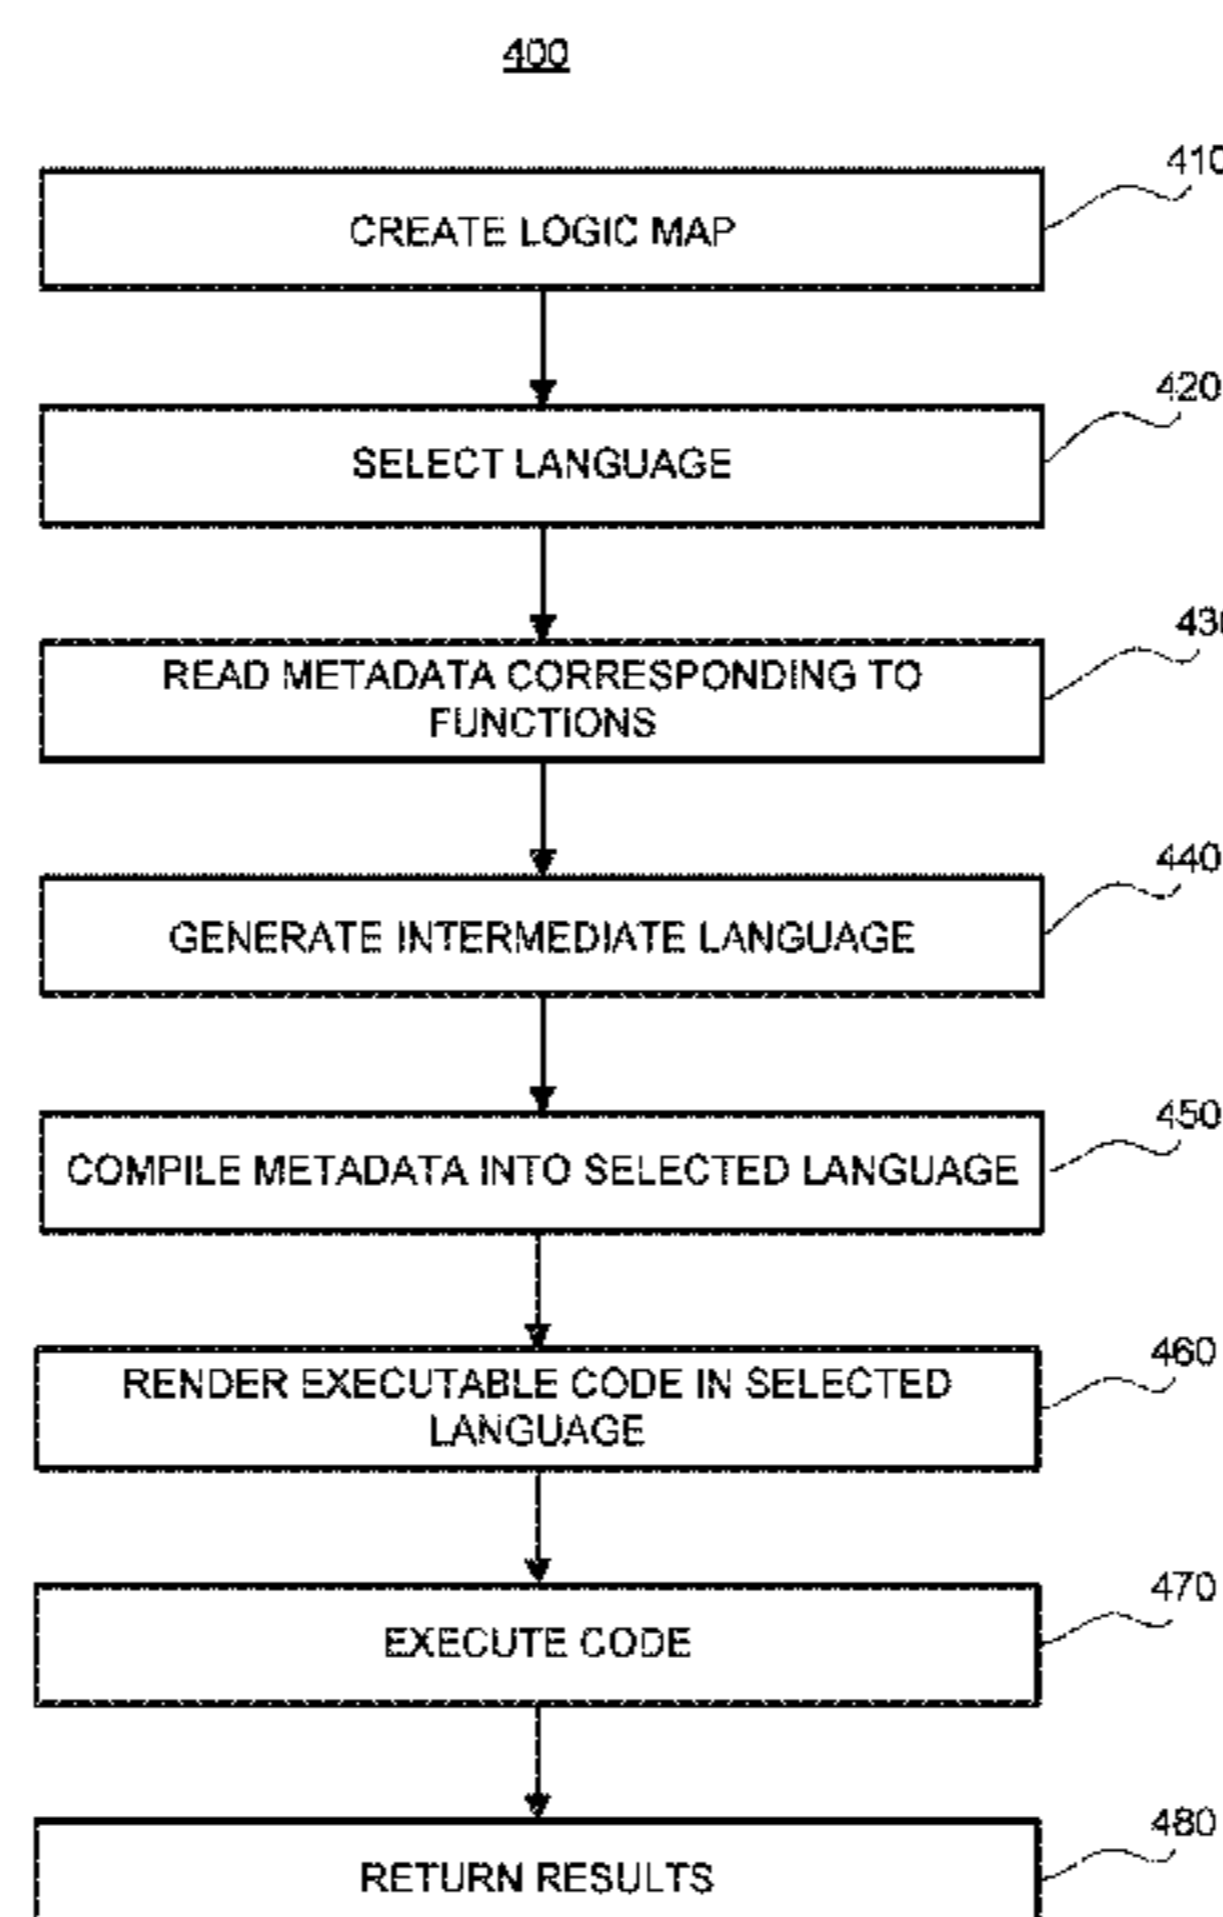 400
410
CREATE LOGIC MAP
420
SELECT LANGUAGE
430
READ METADATA CORRESPONDING TO
FUNCTIONS
440
GENERATE INTERMEDIATE LANGUAGE
450
COMPILE METADATA INTO SELECTED LANGUAGE
460
RENDER EXECUTABLE CODE IN SELECTED
LANGUAGE
470
EXECUTE CODE
480
RETURN RESULTS